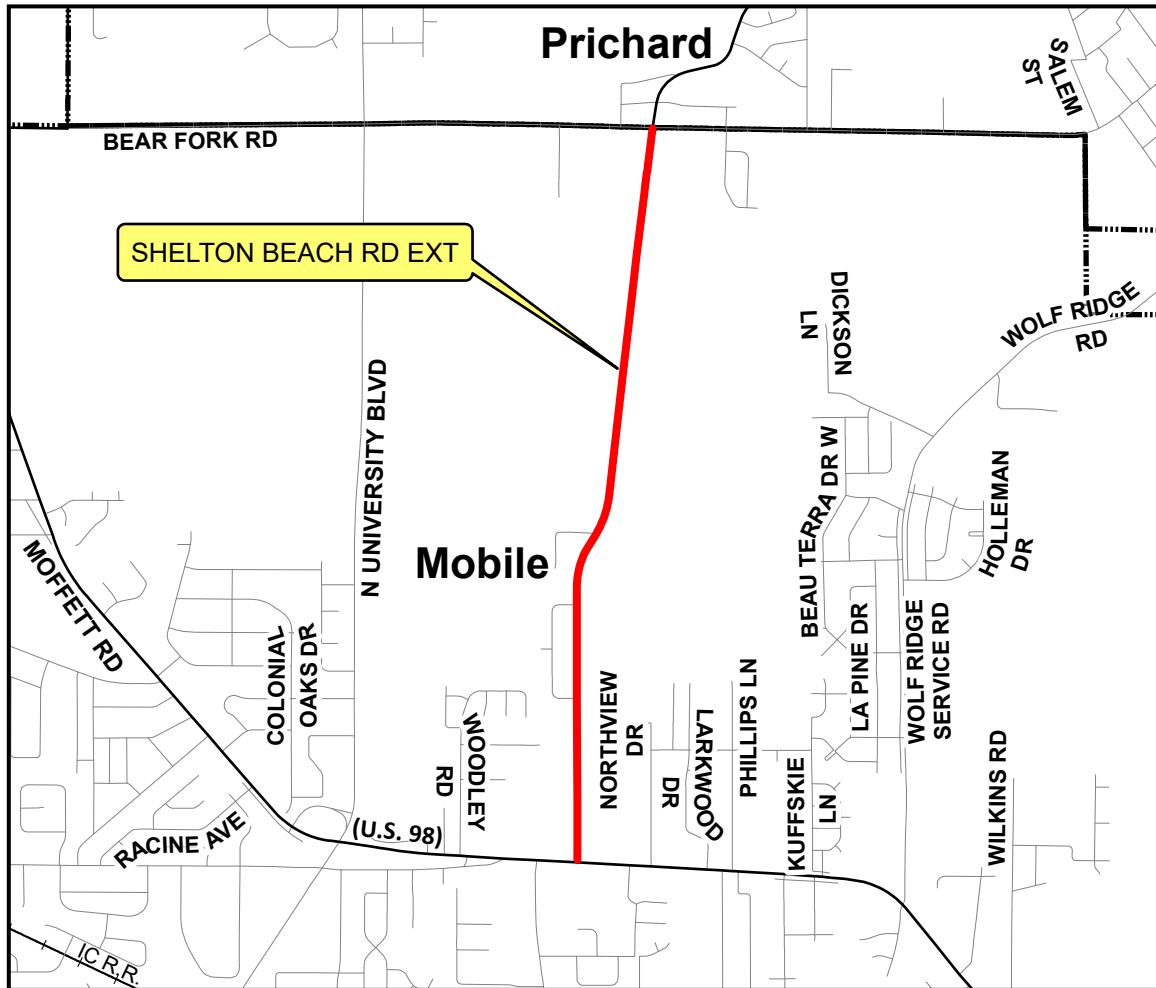 Prichard
SALEM
ST
BEAR FORK RD
SHELTON BEACH RD EXT
DICKSON
LN
WOLF RIDGE
RD
N UNIVERSITY BLVD
BEAU TERRA DR W
HOLLEMAN
DR
Mobile
MOFFETT RD
COLONIAL
OAKS DR
LA PINE DR
WOLF RIDGE
SERVICE RD
NORTHVIEW
DR
LARKWOOD
DR
PHILLIPS LN
WOODLEY
RD
KUFFSKIE
LN
WILKINS RD
RACINE AVE
(U.S. 98)
IC R.R.